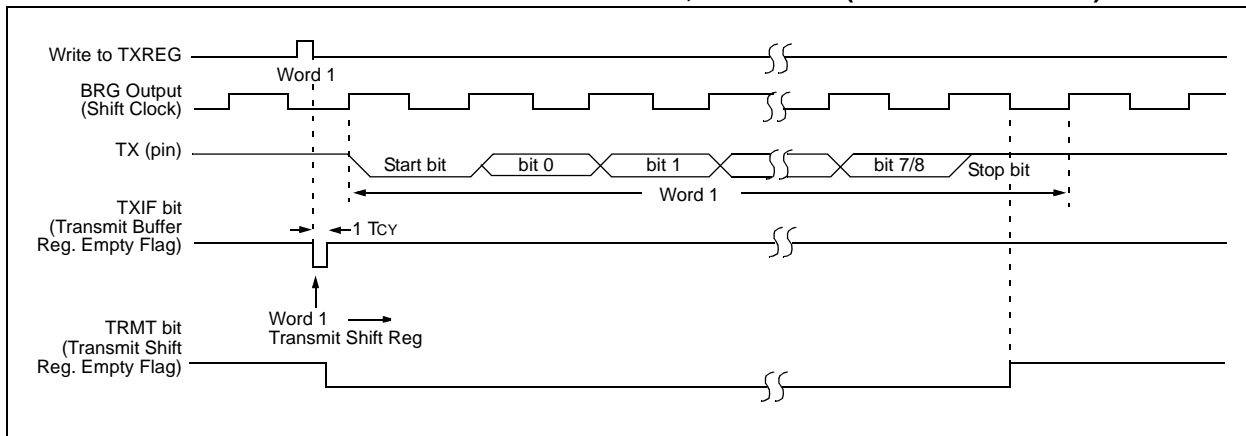 Write to TXREG
Word 1
BRG Output
(Shift Clock)
TX (pin)
Start bit
bit 0
bit 1
bit 7/8
Stop bit
Word 1
TXIF bit
(Transmit Buffer
Reg. Empty Flag)
1 TCY
Word 1
Transmit Shift Reg
TRMT bit
(Transmit Shift
Reg. Empty Flag)